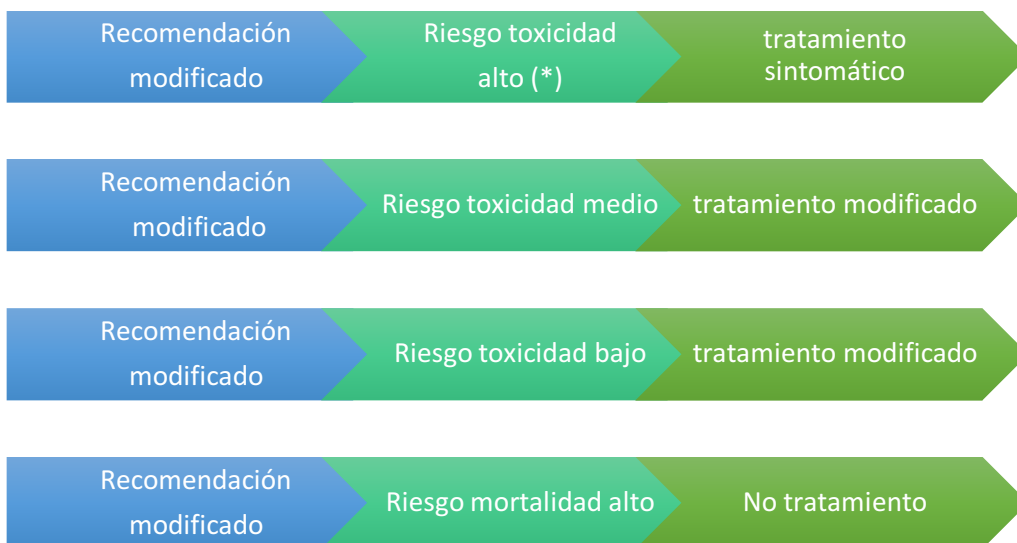 Recomendación
modificado
Riesgo toxicidad
alto (*)
tratamiento
sintomático
Recomendación
modificado
Riesgo toxicidad medio
tratamiento modificado
Recomendación
modificado
Riesgo toxicidad bajo
tratamiento modificado
Recomendación
modificado
Riesgo mortalidad alto
No tratamiento